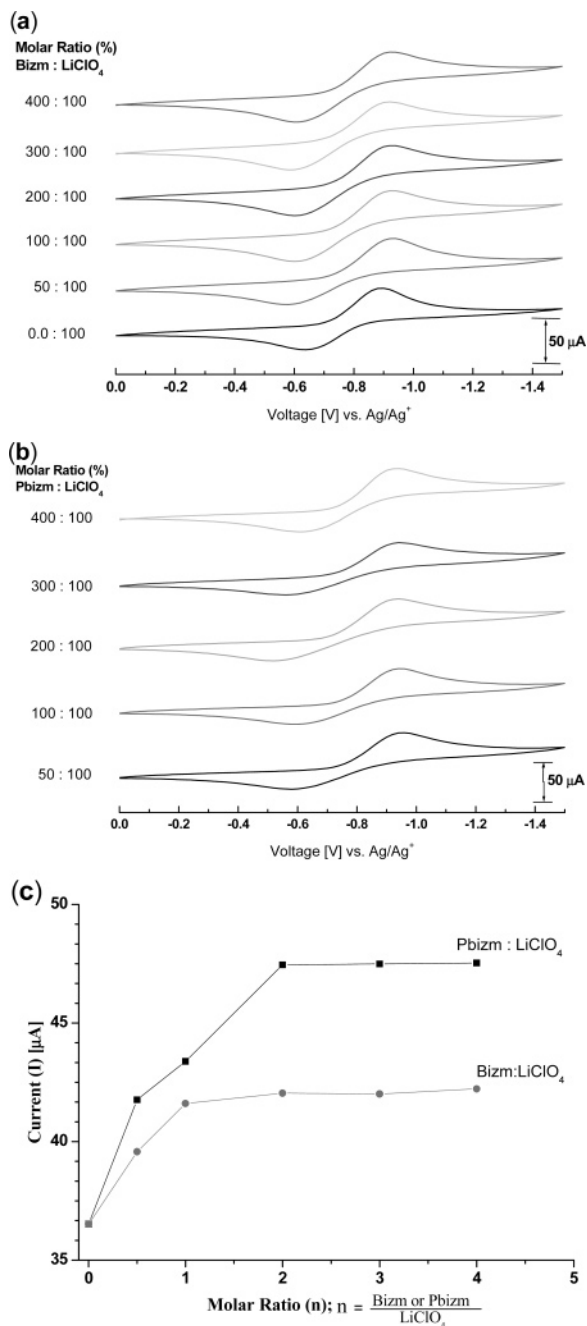 (a)
Molar Ratio (%)
Bizm : LiClO₄
400 : 100
300 : 100
200 : 100
100 : 100
50 : 100
0.0 : 100
50 µA
0.0 -0.2 -0.4 -0.6 -0.8 -1.0 -1.2 -1.4
Voltage [V] vs. Ag/Ag⁺
(b)
Molar Ratio (%)
Pbizm : LiClO₄
400 : 100
300 : 100
200 : 100
100 : 100
50 : 100
50 µA
0.0 -0.2 -0.4 -0.6 -0.8 -1.0 -1.2 -1.4
Voltage [V] vs. Ag/Ag⁺
(c)
50
45
40
35
Current (I) [µA]
Pbizm : LiClO₄
Bizm:LiClO₄
0 1 2 3 4 5
Molar Ratio (n); n = Bizm or Pbizm
LiClO₄